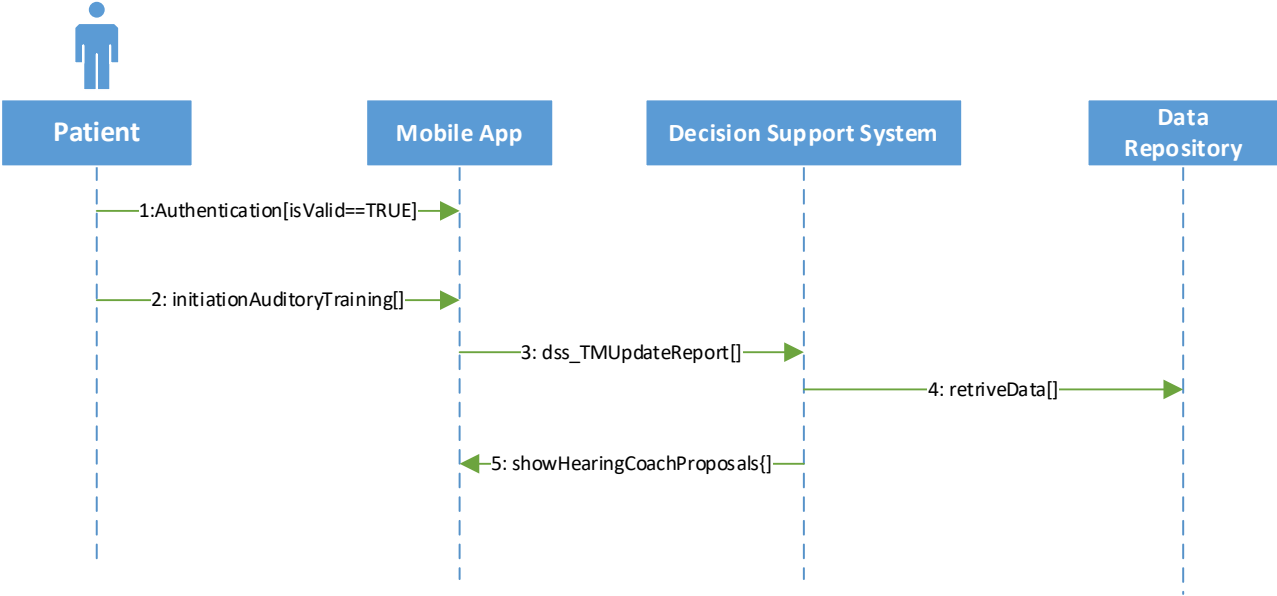 Patient
Mobile App
Decision Support System
Data
Repository
1:Authentication[isValid==TRUE]
2: initiationAuditoryTraining[]
3: dss_TMUpdateReport[]
4: retriveData[]
5: showHearingCoachProposals{]